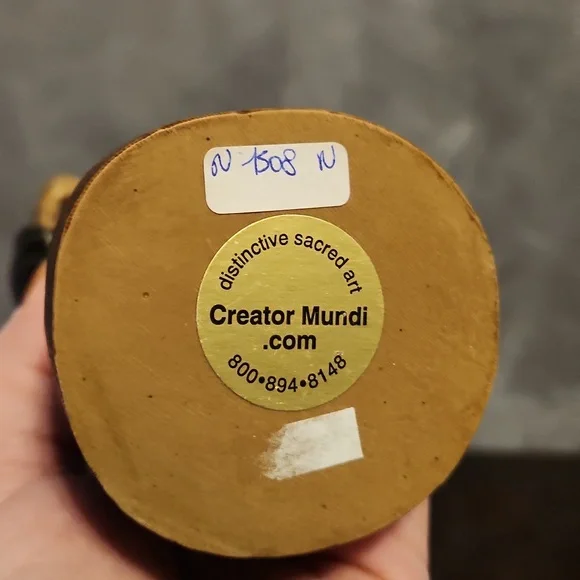 N 1508 N
distinctive sacred art
Creator Mundi
.com
800•894•8148